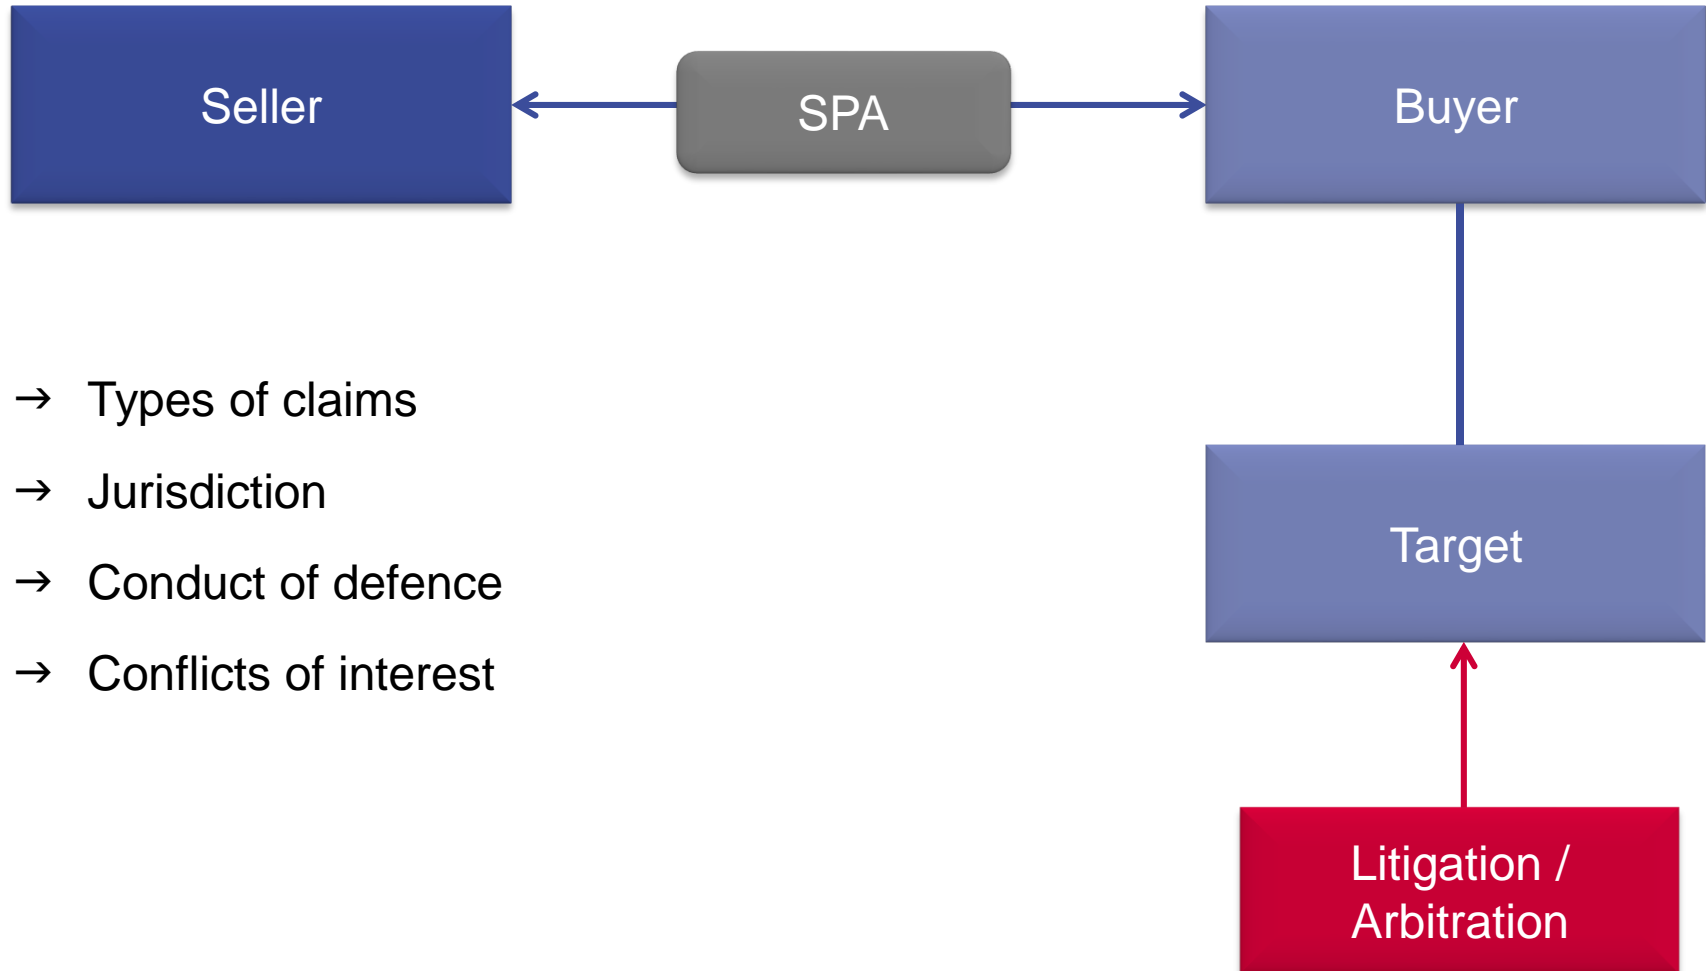 Seller
SPA
Buyer
→ Types of claims
→ Jurisdiction
→ Conduct of defence
→ Conflicts of interest
Target
Litigation /
Arbitration